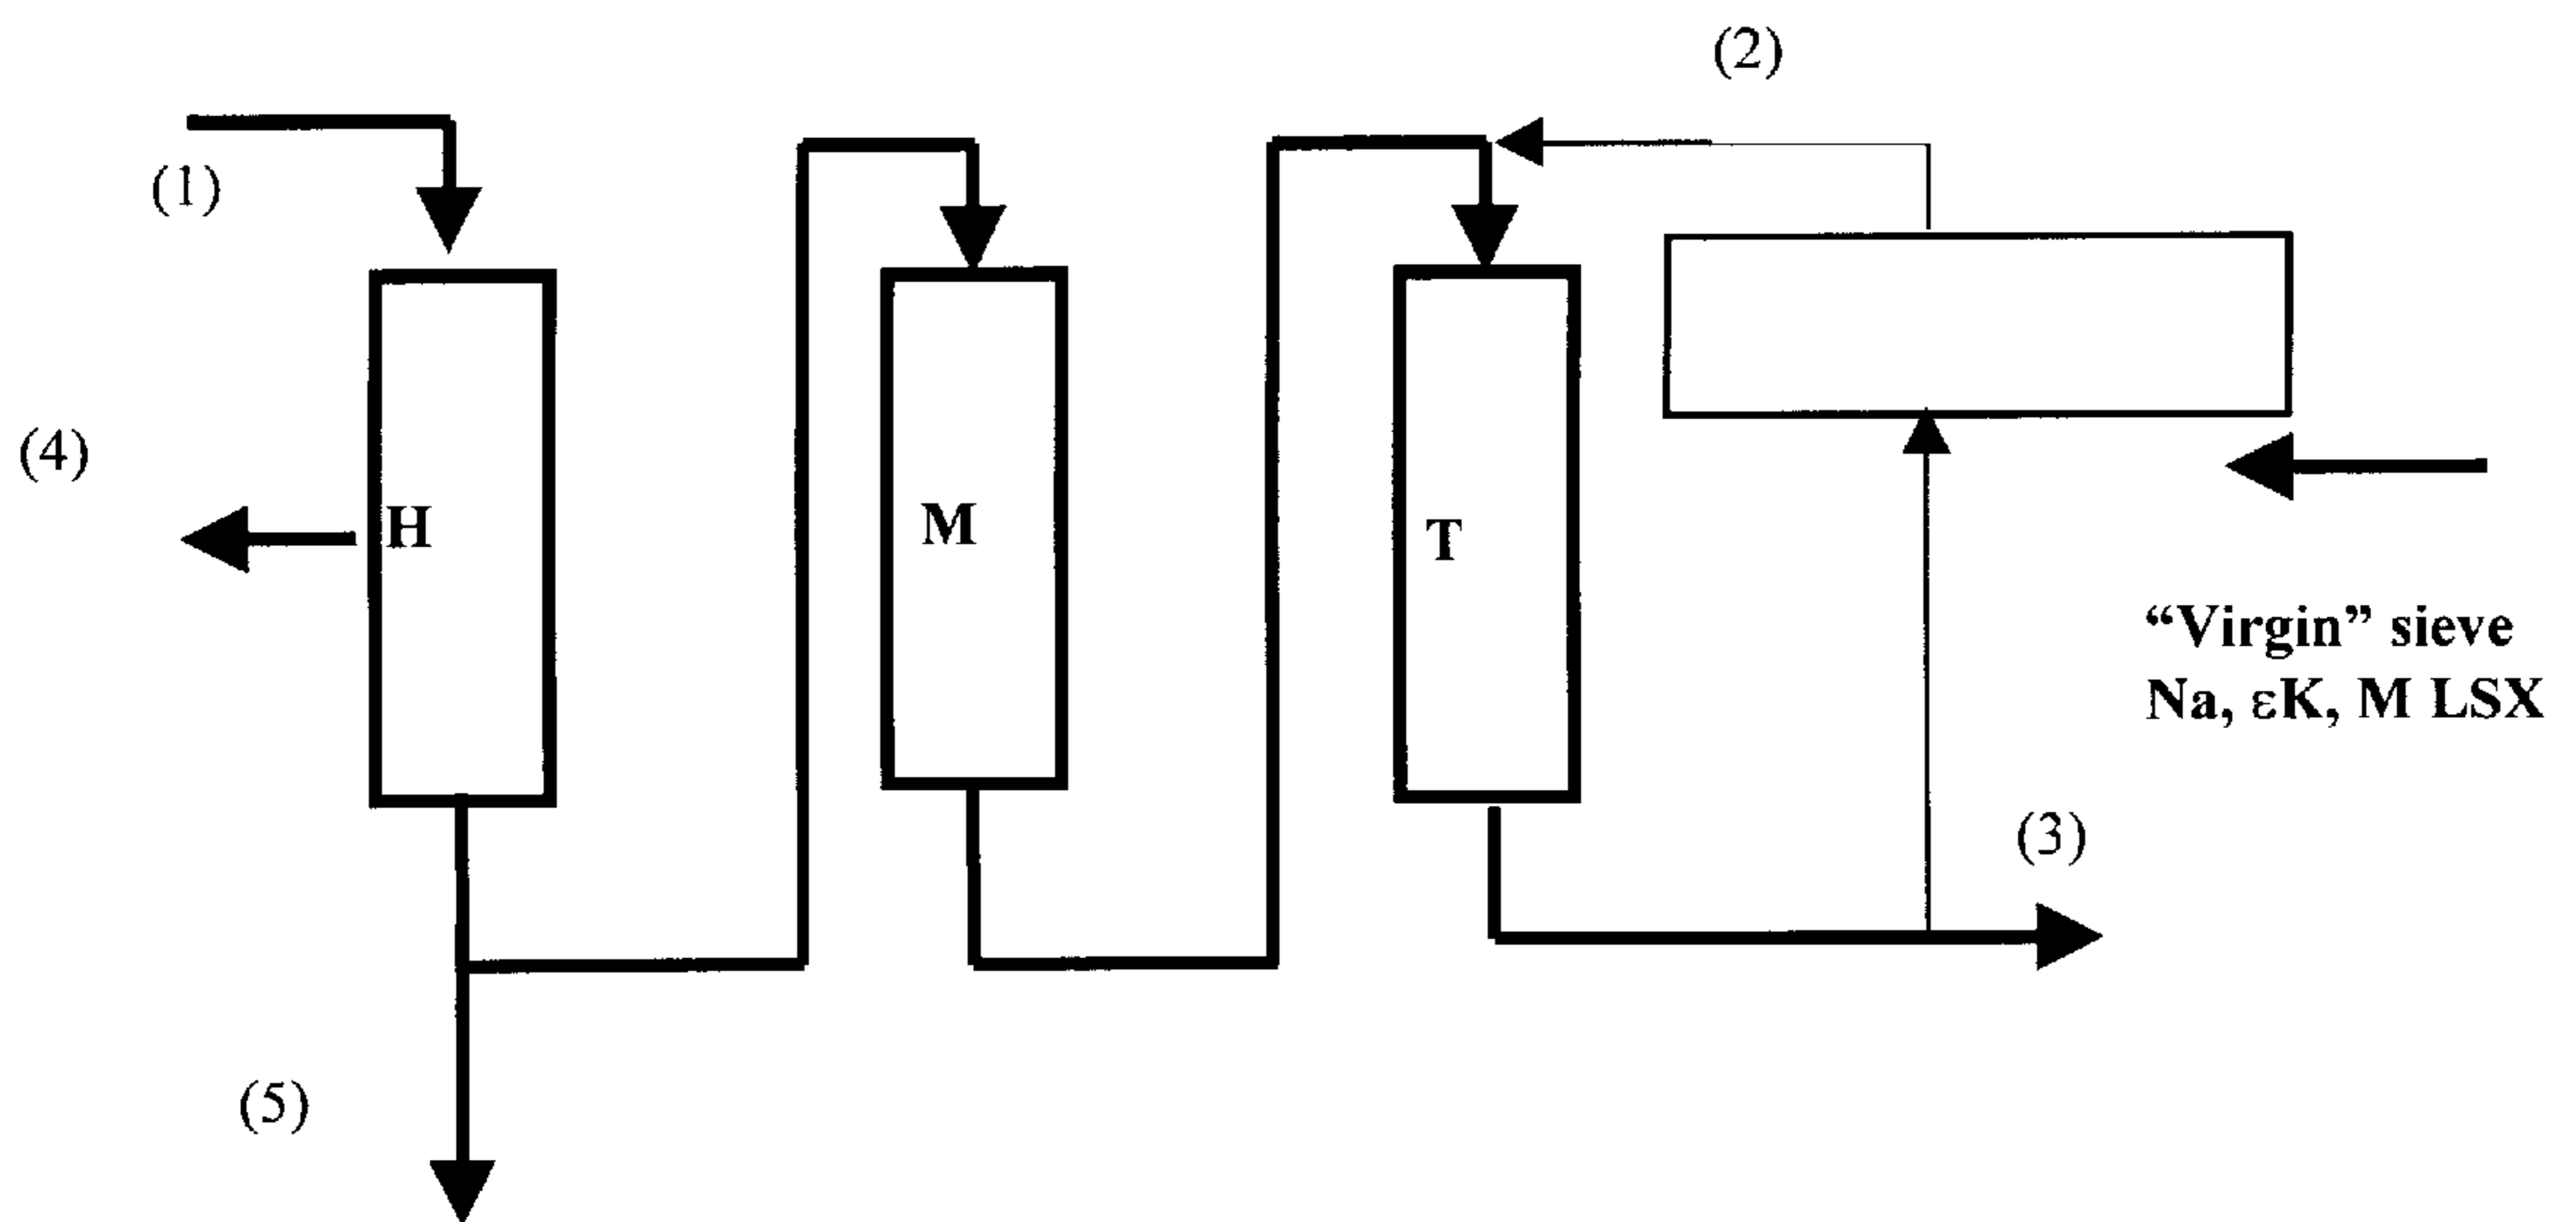 (2)
(1)
(4)
H
M
T
“Virgin” sieve
Na, εK, M LSX
(3)
(5)